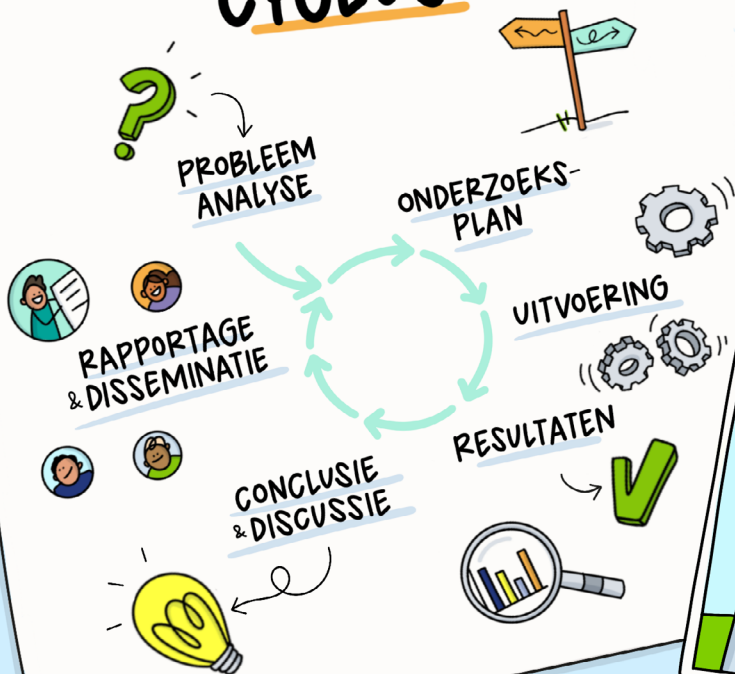 PROBLEEM
ANALYSE
ONDERZOEKS-
PLAN
UITVOERING
RESULTATEN
CONCLUSIE
& DISCUSSIE
RAPPORTAGE
& DISSEMINATIE